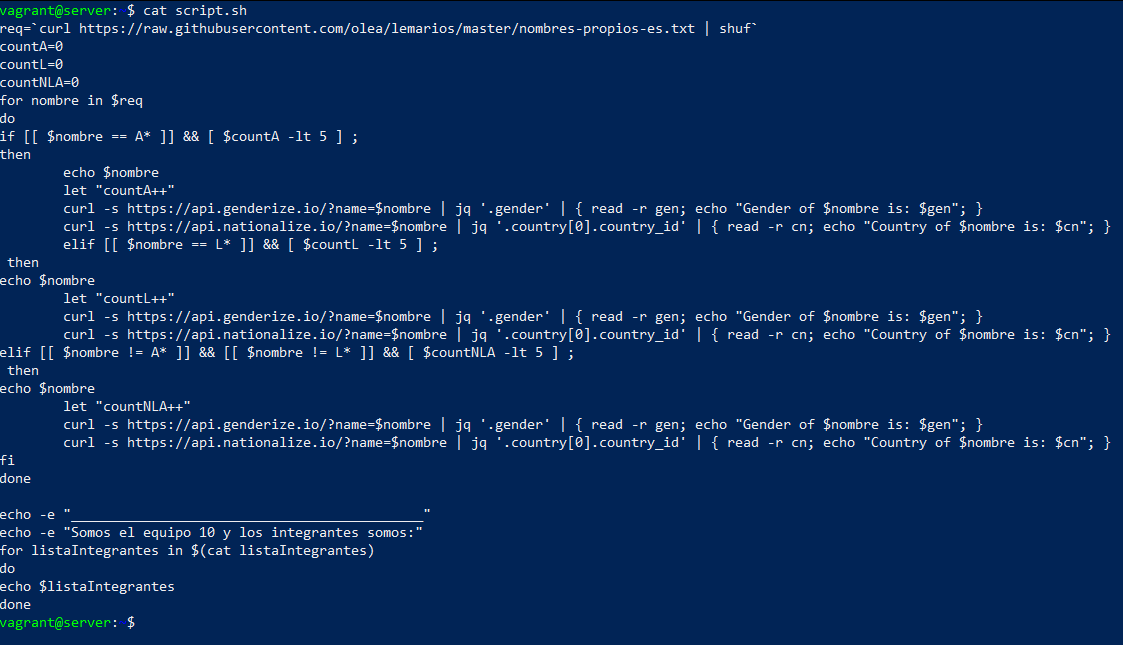 vagrant@server:~$ cat script.sh
req=`curl https://raw.githubusercontent.com/olea/lemarios/master/nombres-propios-es.txt | shuf`
countA=0
countL=0
countNLA=0
for nombre in $req
do
if [[ $nombre == A* ]] && [ $countA -lt 5 ] ;
then
        echo $nombre
        let "countA++"
        curl -s https://api.genderize.io/?name=$nombre | jq '.gender' | { read -r gen; echo "Gender of $nombre is: $gen"; }
        curl -s https://api.nationalize.io/?name=$nombre | jq '.country[0].country_id' | { read -r cn; echo "Country of $nombre is: $cn"; }
        elif [[ $nombre == L* ]] && [ $countL -lt 5 ] ;
 then
echo $nombre
        let "countL++"
        curl -s https://api.genderize.io/?name=$nombre | jq '.gender' | { read -r gen; echo "Gender of $nombre is: $gen"; }
        curl -s https://api.nationalize.io/?name=$nombre | jq '.country[0].country_id' | { read -r cn; echo "Country of $nombre is: $cn"; }
elif [[ $nombre != A* ]] && [[ $nombre != L* ]] && [ $countNLA -lt 5 ] ;
 then
echo $nombre
        let "countNLA++"
        curl -s https://api.genderize.io/?name=$nombre | jq '.gender' | { read -r gen; echo "Gender of $nombre is: $gen"; }
        curl -s https://api.nationalize.io/?name=$nombre | jq '.country[0].country_id' | { read -r cn; echo "Country of $nombre is: $cn"; }
fi
done

echo -e "____________________________________________"
echo -e "Somos el equipo 10 y los integrantes somos:"
for listaIntegrantes in $(cat listaIntegrantes)
do
echo $listaIntegrantes
done
vagrant@server:~$